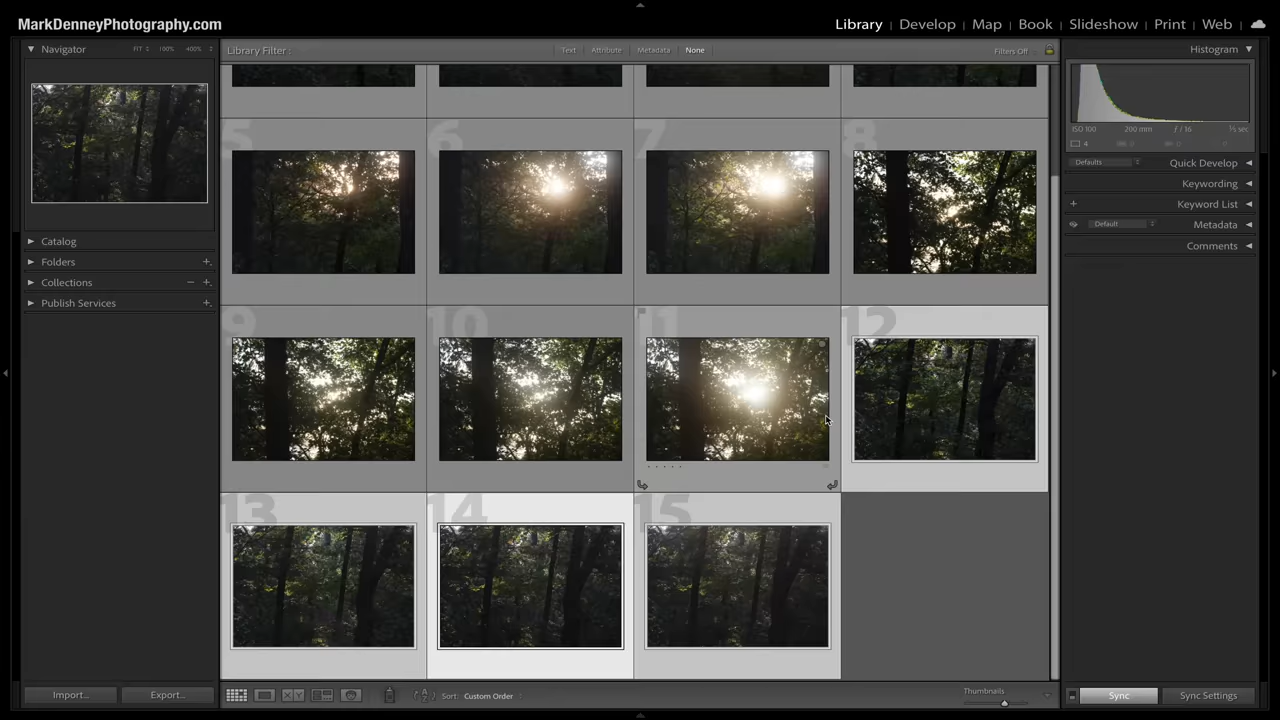 MarkDenneyPhotography.com
Library | Develop | Map | Book | Slideshow | Print | Web
Navigator FIT 100% 400%
Library Filter : Text Attribute Metadata None Filters Off
Histogram
ISO 100 200 mm ƒ / 16
4
Defaults Quick Develop
Keywording
Keyword List
Default Metadata
Comments
Catalog
Folders
Collections
Publish Services
5 6 7 8
9 10 11 12
13 14 15
Import... Export...
Sort: Custom Order
Thumbnails
Sync Sync Settings